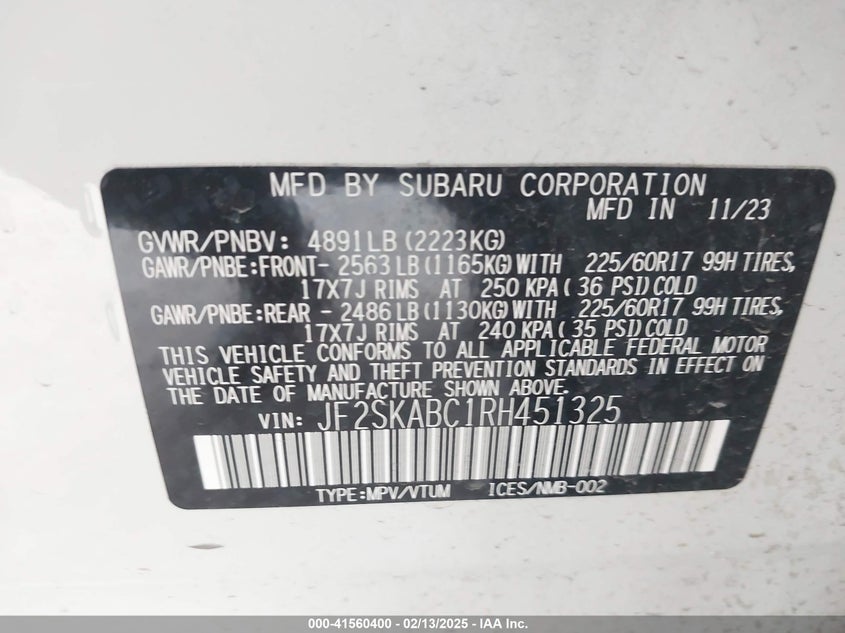 MFD BY SUBARU CORPORATION
MFD IN 11/23
GVWR/PNBV: 4891LB (2223KG)
GAWR/PNBE:FRONT- 2563 LB (1165KG) WITH 225/60R17 99H TIRES,
17X7J RIMS AT 250 KPA ( 36 PSI) COLD
GAWR/PNBE:REAR - 2486 LB (1130KG) WITH 225/60R17 99H TIRES,
17X7J RIMS AT 240 KPA ( 35 PSI) COLD
THIS VEHICLE CONFORMS TO ALL APPLICABLE FEDERAL MOTOR
VEHICLE SAFETY AND THEFT PREVENTION STANDARDS IN EFFECT ON
THE DATE OF MANUFACTURE SHOWN ABOVE.
VIN: JF2SKABC1RH451325
TYPE:MPV/VTUM ICES/NMB-002
000-41560400 - 02/13/2025 - IAAI.COM